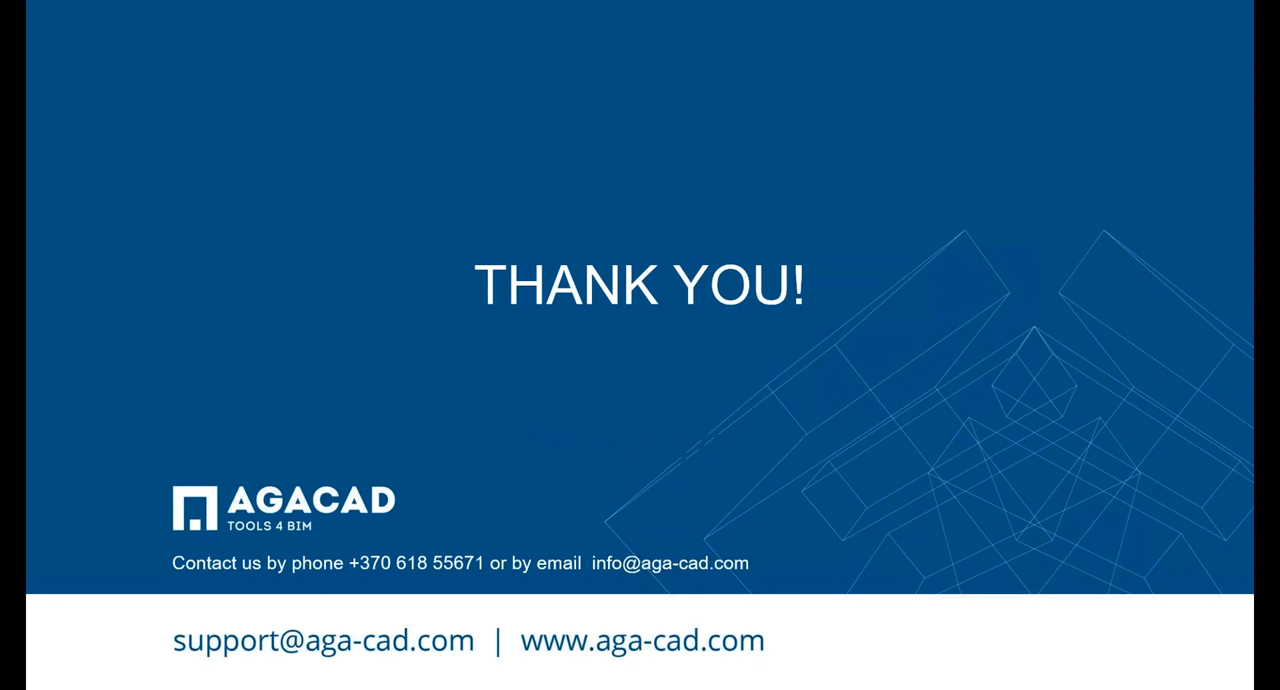 THANK YOU!
AGACAD
TOOLS 4 BIM
Contact us by phone +370 618 55671 or by email info@aga-cad.com
support@aga-cad.com | www.aga-cad.com